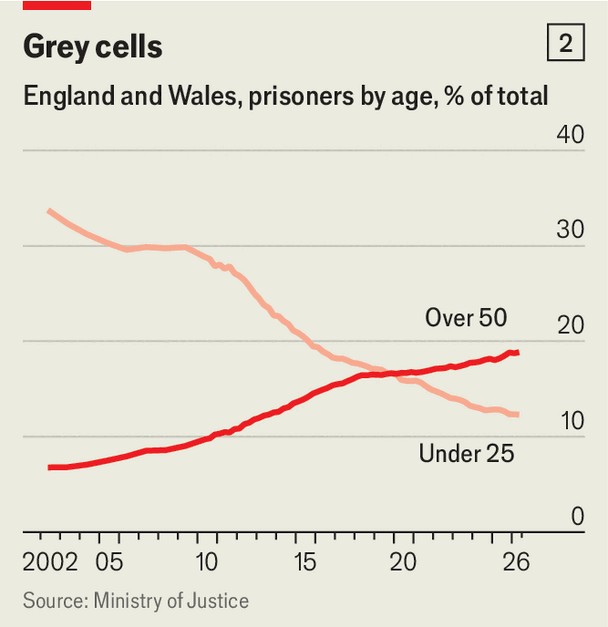 Grey cells
2
England and Wales, prisoners by age, % of total
40
30
Over 50
20
10
Under 25
0
2002 05 10 15 20 26
Source: Ministry of Justice